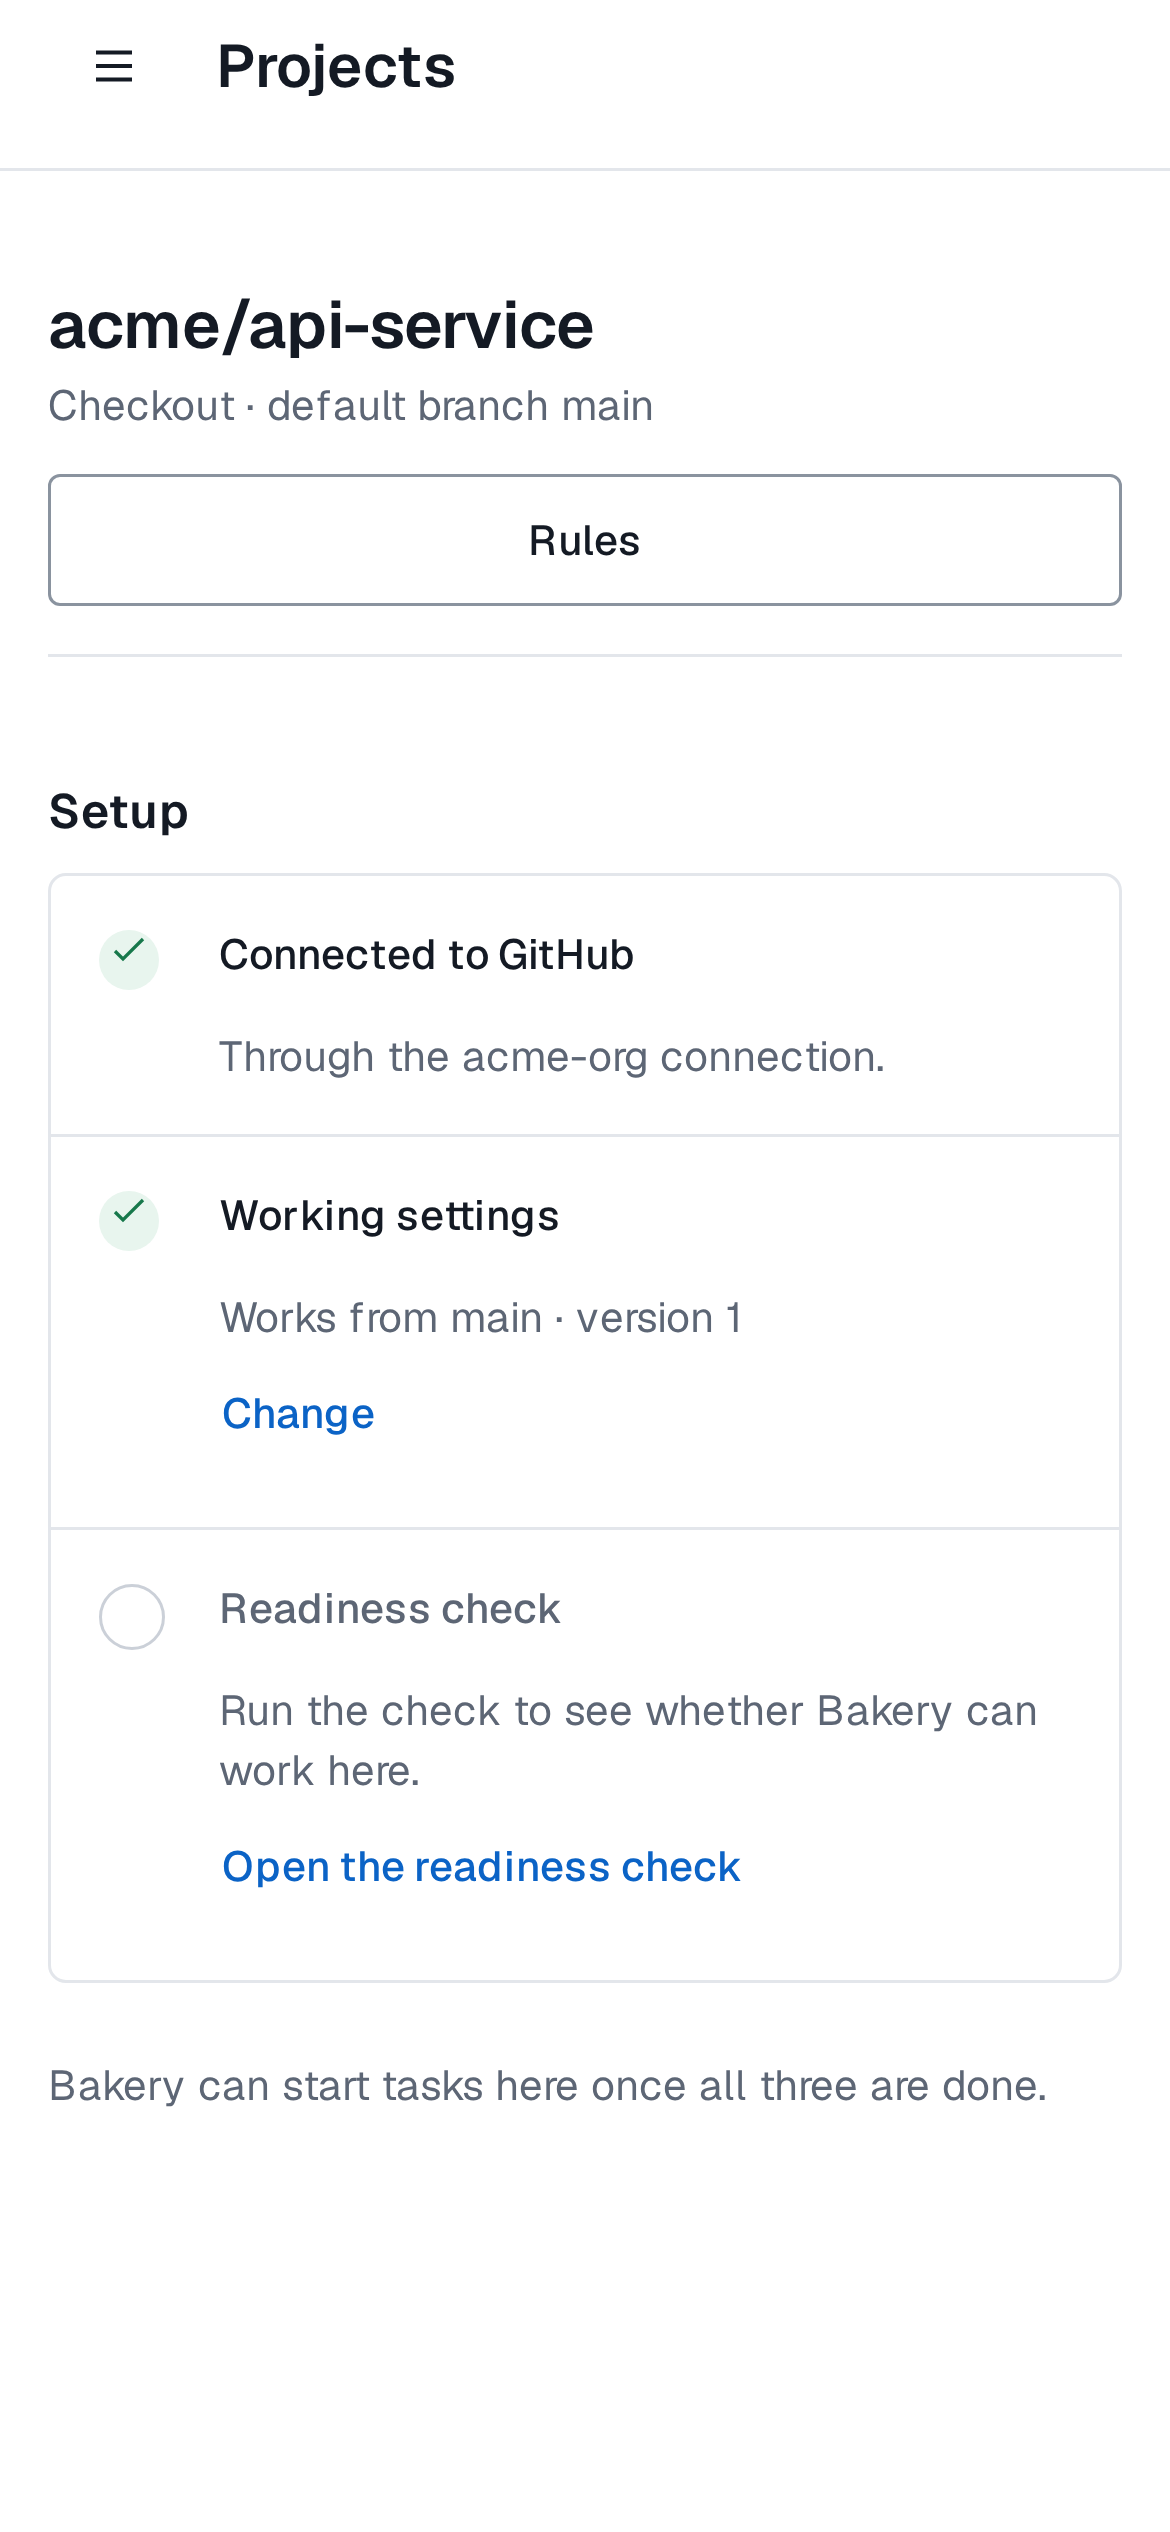 Projects
acme/api-service
Checkout · default branch main
Rules
Setup
Connected to GitHub
Through the acme-org connection.
Working settings
Works from main · version 1
Change
Readiness check
Run the check to see whether Bakery can
work here.
Open the readiness check
Bakery can start tasks here once all three are done.